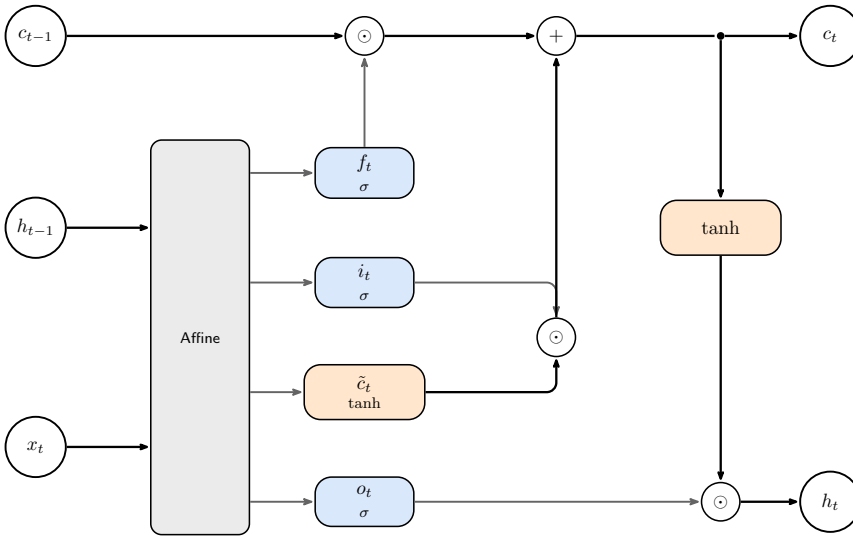 c_{t−1}
⊙
+
c_t
f_t
σ
h_{t−1}
tanh
i_t
σ
Affine
⊙
c̃_t
tanh
x_t
o_t
σ
⊙
h_t